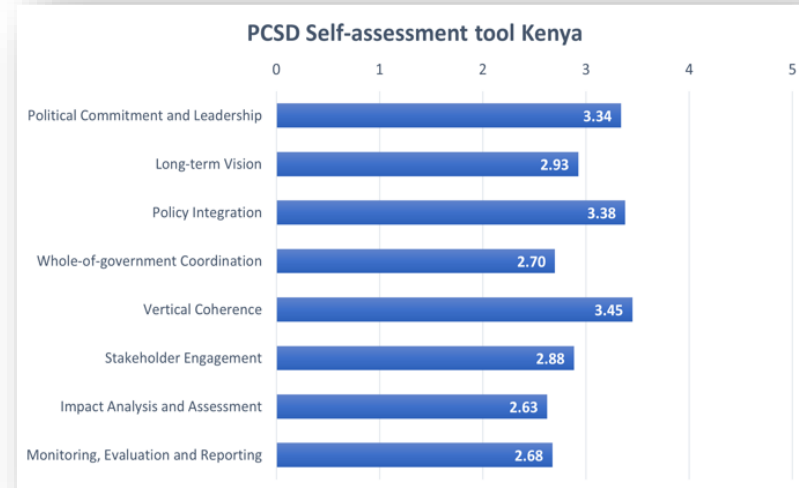 PCSD Self-assessment tool Kenya
0 1 2 3 4 5
Political Commitment and Leadership 3.34
Long-term Vision 2.93
Policy Integration 3.38
Whole-of-government Coordination 2.70
Vertical Coherence 3.45
Stakeholder Engagement 2.88
Impact Analysis and Assessment 2.63
Monitoring, Evaluation and Reporting 2.68